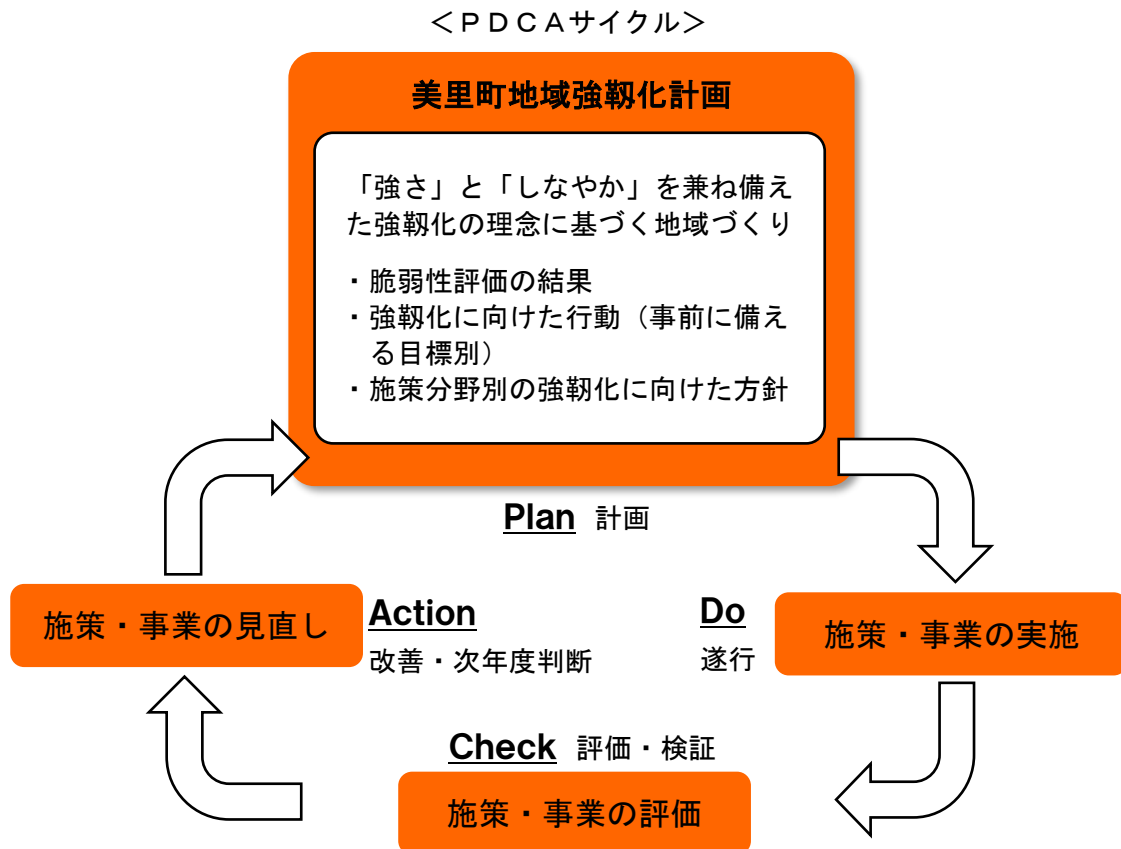 ＜ＰＤＣＡサイクル＞
美里町地域強靱化計画
「強さ」と「しなやか」を兼ね備え
た強靱化の理念に基づく地域づくり
・脆弱性評価の結果
・強靱化に向けた行動（事前に備え
る目標別）
・施策分野別の強靱化に向けた方針
Plan 計画
施策・事業の見直し
Action
改善・次年度判断
Do
遂行
施策・事業の実施
Check 評価・検証
施策・事業の評価